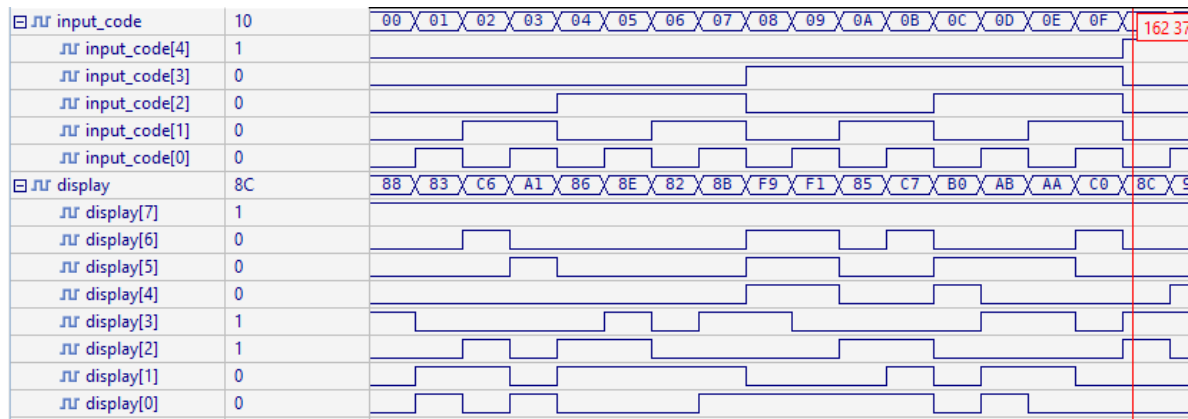 input_code 10 00 01 02 03 04 05 06 07 08 09 0A 0B 0C 0D 0E 0F
162 37
input_code[4] 1
input_code[3] 0
input_code[2] 0
input_code[1] 0
input_code[0] 0
display 8C 88 83 C6 A1 86 8E 82 8B F9 F1 85 C7 B0 AB AA C0 8C 9
display[7] 1
display[6] 0
display[5] 0
display[4] 0
display[3] 1
display[2] 1
display[1] 0
display[0] 0